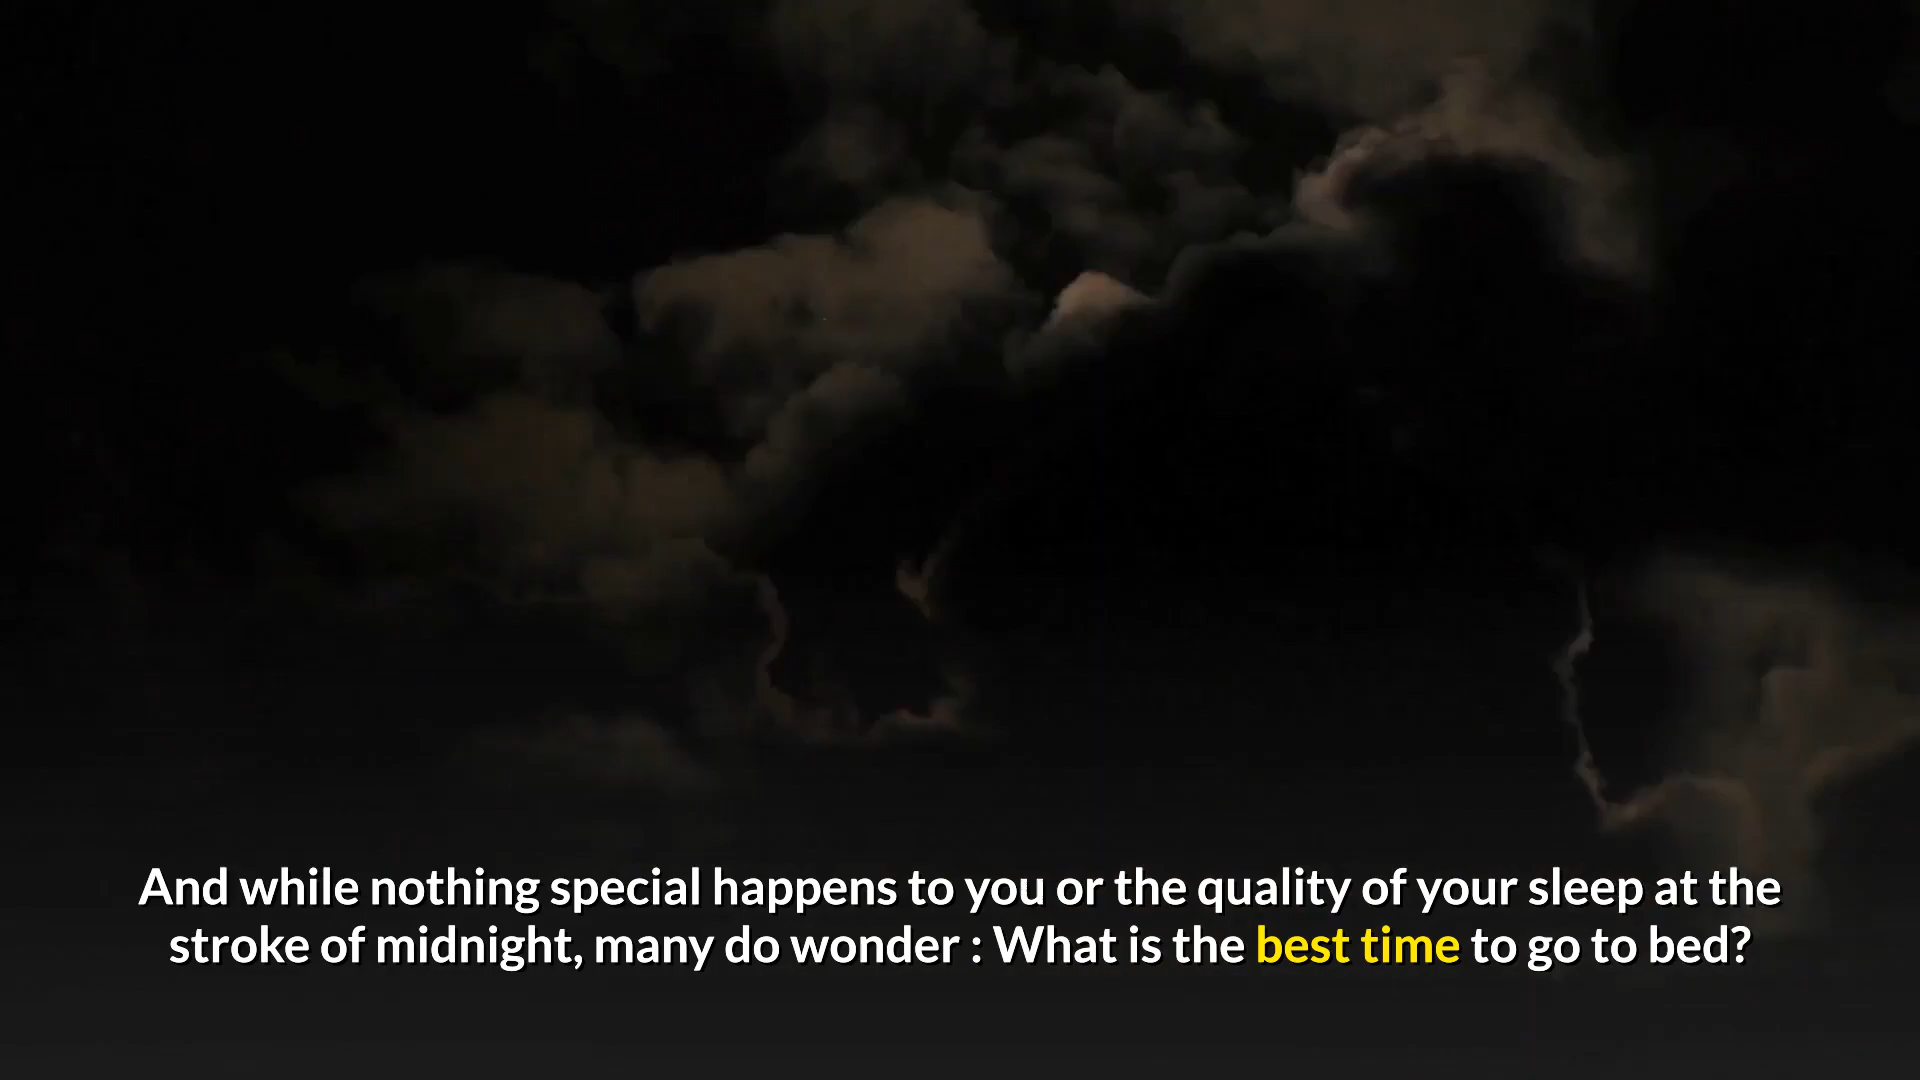 And while nothing special happens to you or the quality of your sleep at the
stroke of midnight, many do wonder : What is the best time to go to bed?